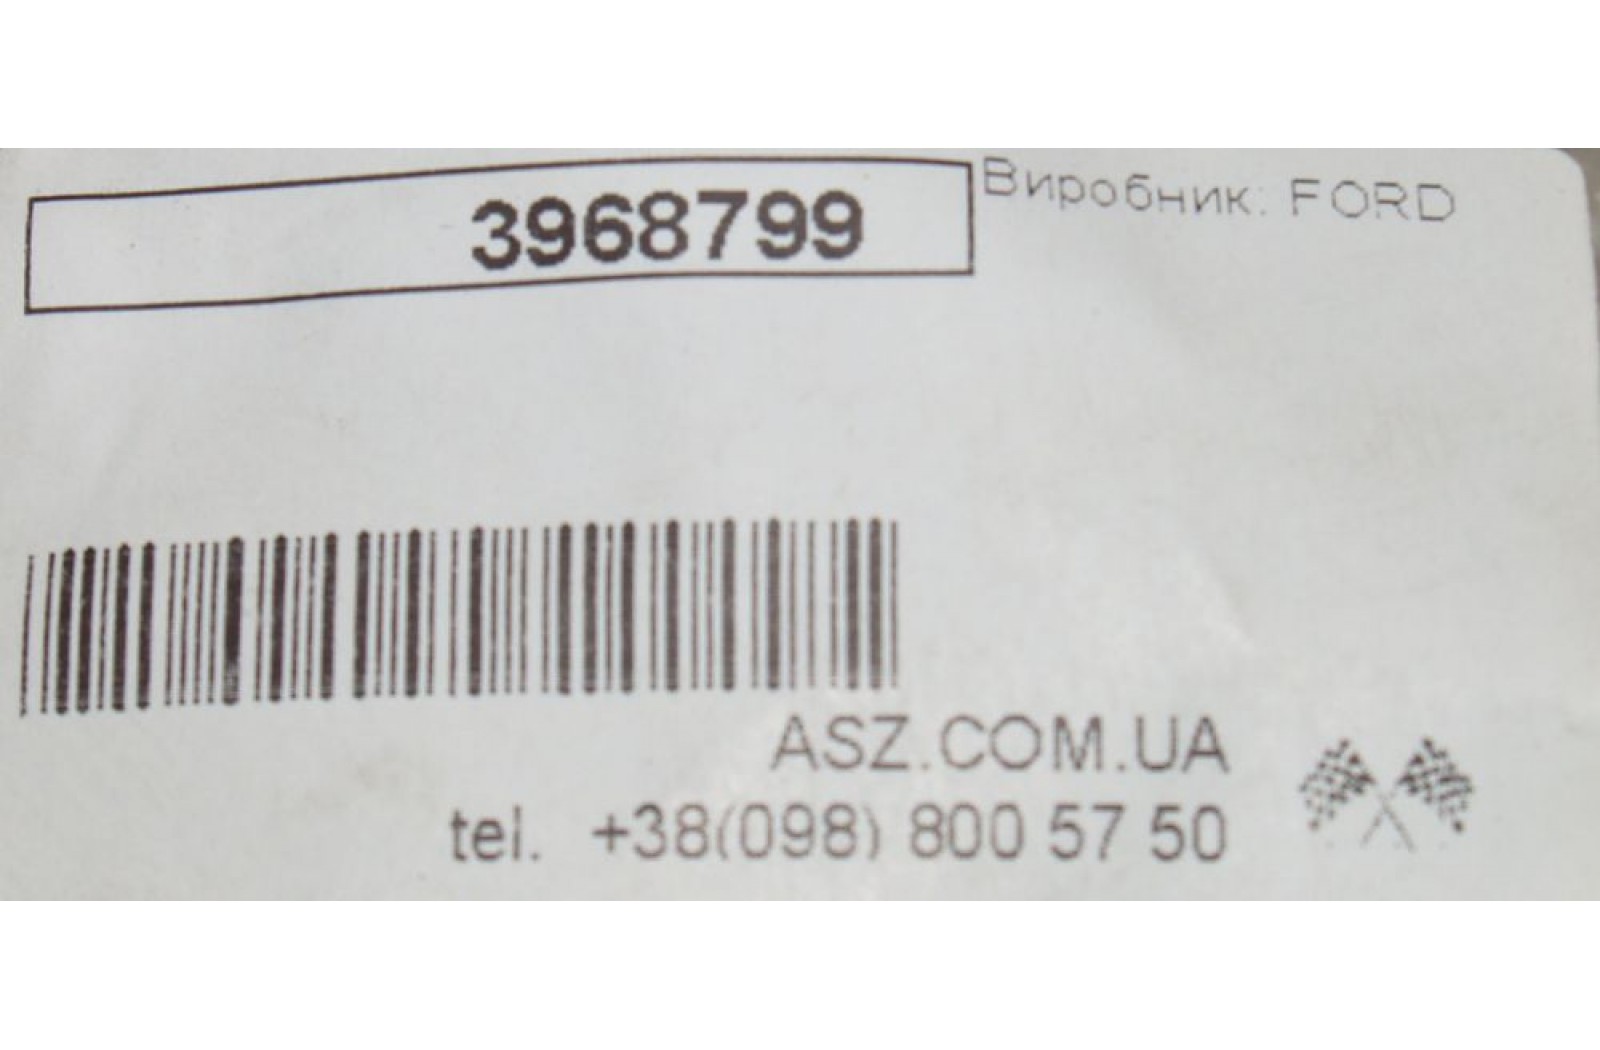 3968799 Виробник: FORD
ASZ.COM.UA
tel. +38(098) 800 57 50